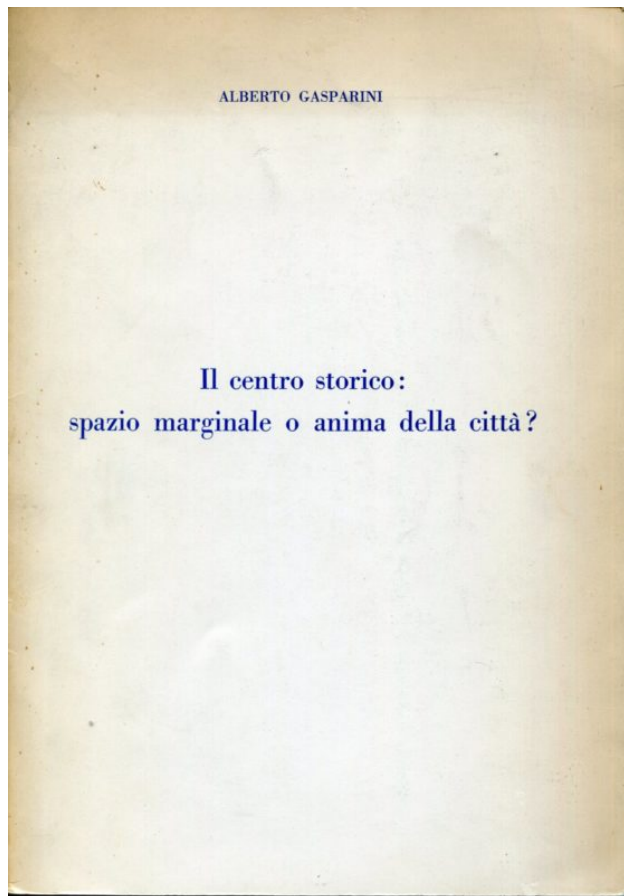 ALBERTO GASPARINI
Il centro storico:
spazio marginale o anima della città?